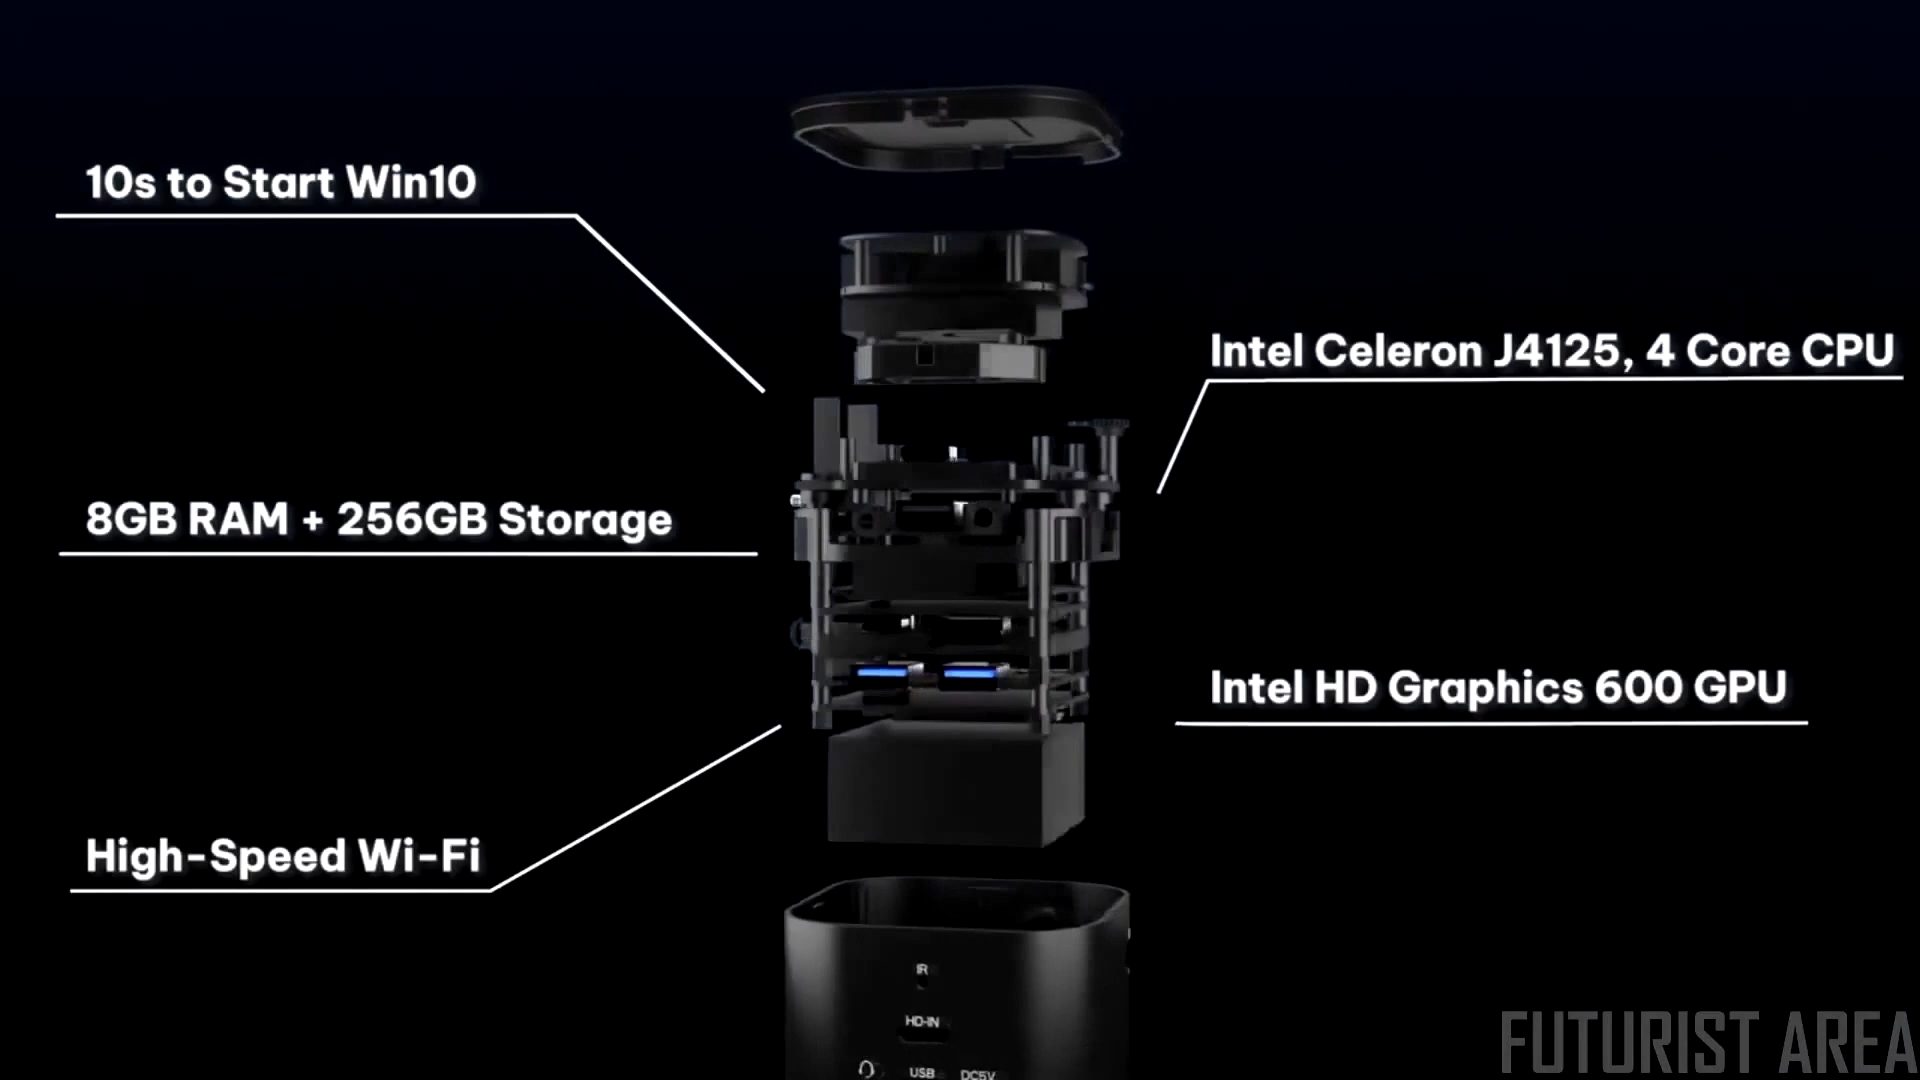 10s to Start Win10
Intel Celeron J4125, 4 Core CPU
8GB RAM + 256GB Storage
Intel HD Graphics 600 GPU
High-Speed Wi-Fi
IR
HD-IN
USB
DC5V
FUTURIST AREA